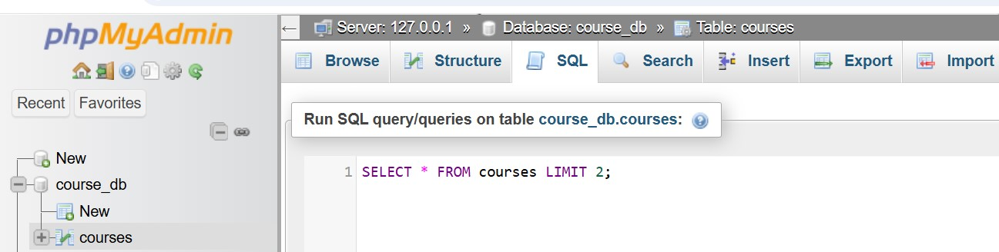 phpMyAdmin
Recent Favorites
New
course_db
New
courses
Server: 127.0.0.1 » Database: course_db » Table: courses
Browse Structure SQL Search Insert Export Import
Run SQL query/queries on table course_db.courses:
1 SELECT * FROM courses LIMIT 2;